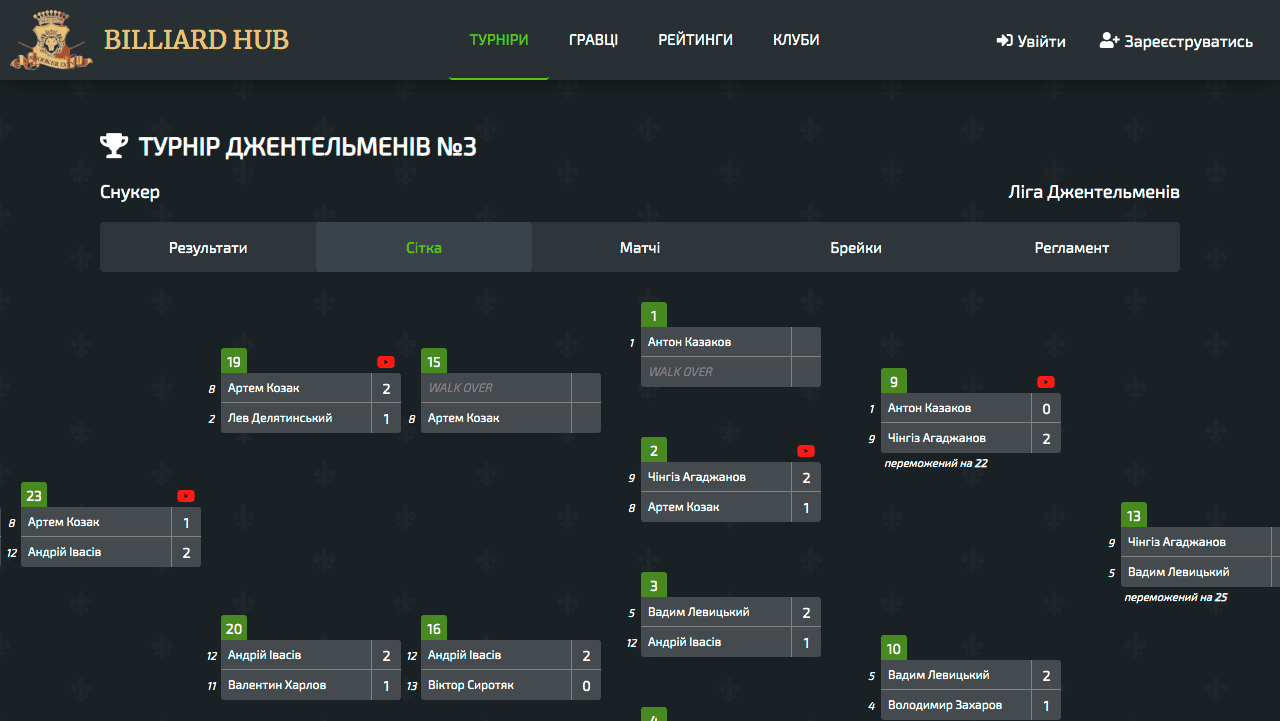 BILLIARD HUB
ТУРНІРИ
ГРАВЦІ
РЕЙТИНГИ
КЛУБИ
Увійти
Зареєструватись
ТУРНІР ДЖЕНТЕЛЬМЕНІВ №3
Снукер
Ліга Джентельменів
Результати
Сітка
Матчі
Брейки
Регламент
23
8 Артем Козак 1
12 Андрій Івасів 2
19
8 Артем Козак 2
2 Лев Делятинський 1
20
12 Андрій Івасів 2
11 Валентин Харлов 1
15
WALK OVER
8 Артем Козак
16
12 Андрій Івасів 2
13 Віктор Сиротяк 0
1
1 Антон Казаков
WALK OVER
2
9 Чінгіз Агаджанов 2
8 Артем Козак 1
3
5 Вадим Левицький 2
12 Андрій Івасів 1
4
9
1 Антон Казаков 0
9 Чінгіз Агаджанов 2
переможений на 22
10
5 Вадим Левицький 2
4 Володимир Захаров 1
13
9 Чінгіз Агаджанов
5 Вадим Левицький
переможений на 25